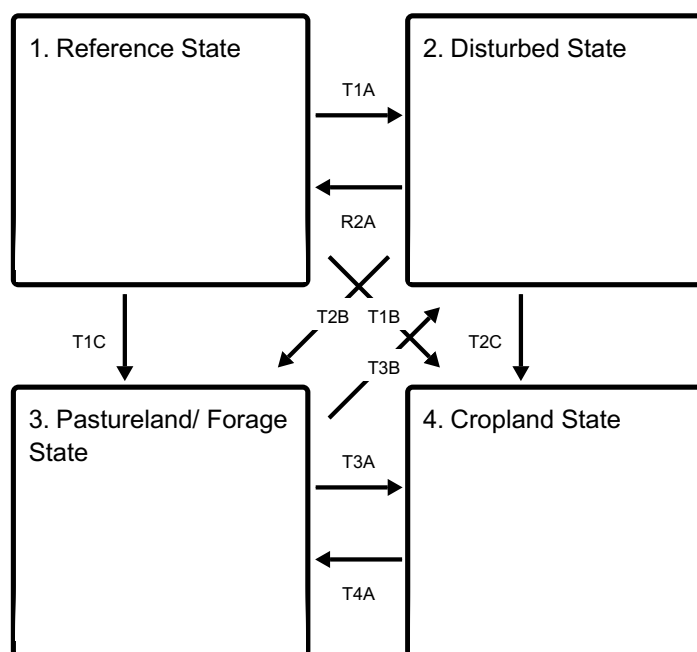 1. Reference State
2. Disturbed State
T1A
R2A
T2B
T1B
T1C
T3B
T2C
3. Pastureland/ Forage
State
4. Cropland State
T3A
T4A